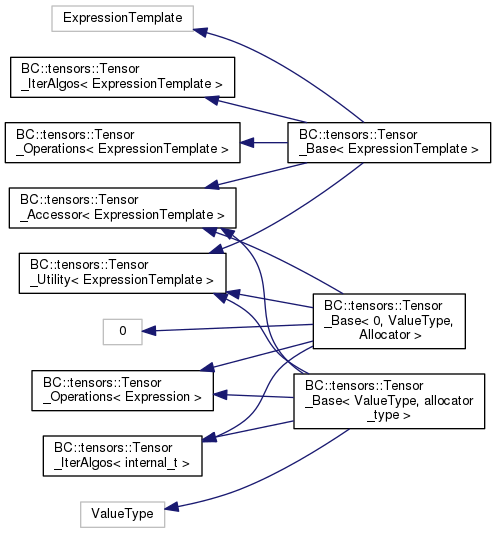 ExpressionTemplate
BC::tensors::Tensor
_IterAlgos< ExpressionTemplate >
BC::tensors::Tensor
_Operations< ExpressionTemplate >
BC::tensors::Tensor
_Base< ExpressionTemplate >
BC::tensors::Tensor
_Accessor< ExpressionTemplate >
BC::tensors::Tensor
_Utility< ExpressionTemplate >
BC::tensors::Tensor
_Base< 0, ValueType,
Allocator >
0
BC::tensors::Tensor
_Operations< Expression >
BC::tensors::Tensor
_Base< ValueType, allocator
_type >
BC::tensors::Tensor
_IterAlgos< internal_t >
ValueType